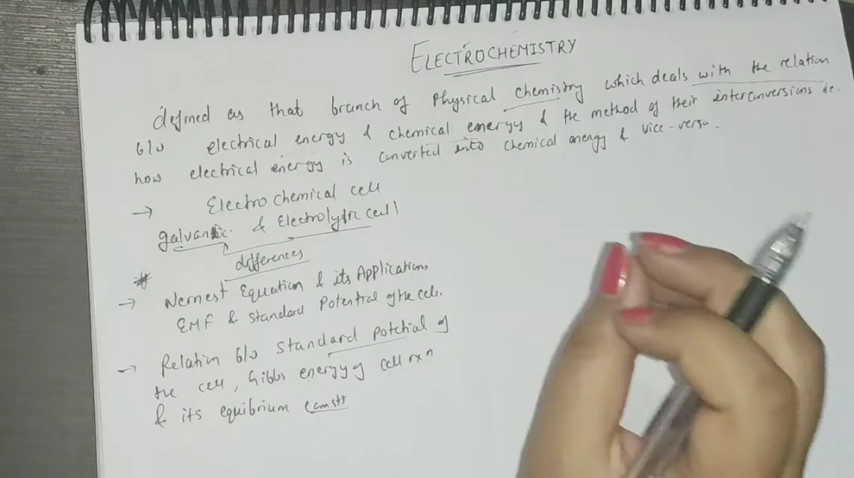 ELECTROCHEMISTRY
defined as that branch of Physical chemistry which deals with the relation
b/w electrical energy & chemical energy & the method of their interconversions i.e.
how electrical energy is converted into chemical energy & vice-versa.
→ Electrochemical cell
galvanic & Electrolytic cell
differences
→ Nernest Equation & its Applications
EMF & Standard Potential of the cell.
→ Relation b/w standard potential of
the cell, Gibbs energy of cell rxn
& its equibrium constt